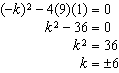 (-k)² - 4(9)(1) = 0
k² - 36 = 0
k² = 36
k = ±6